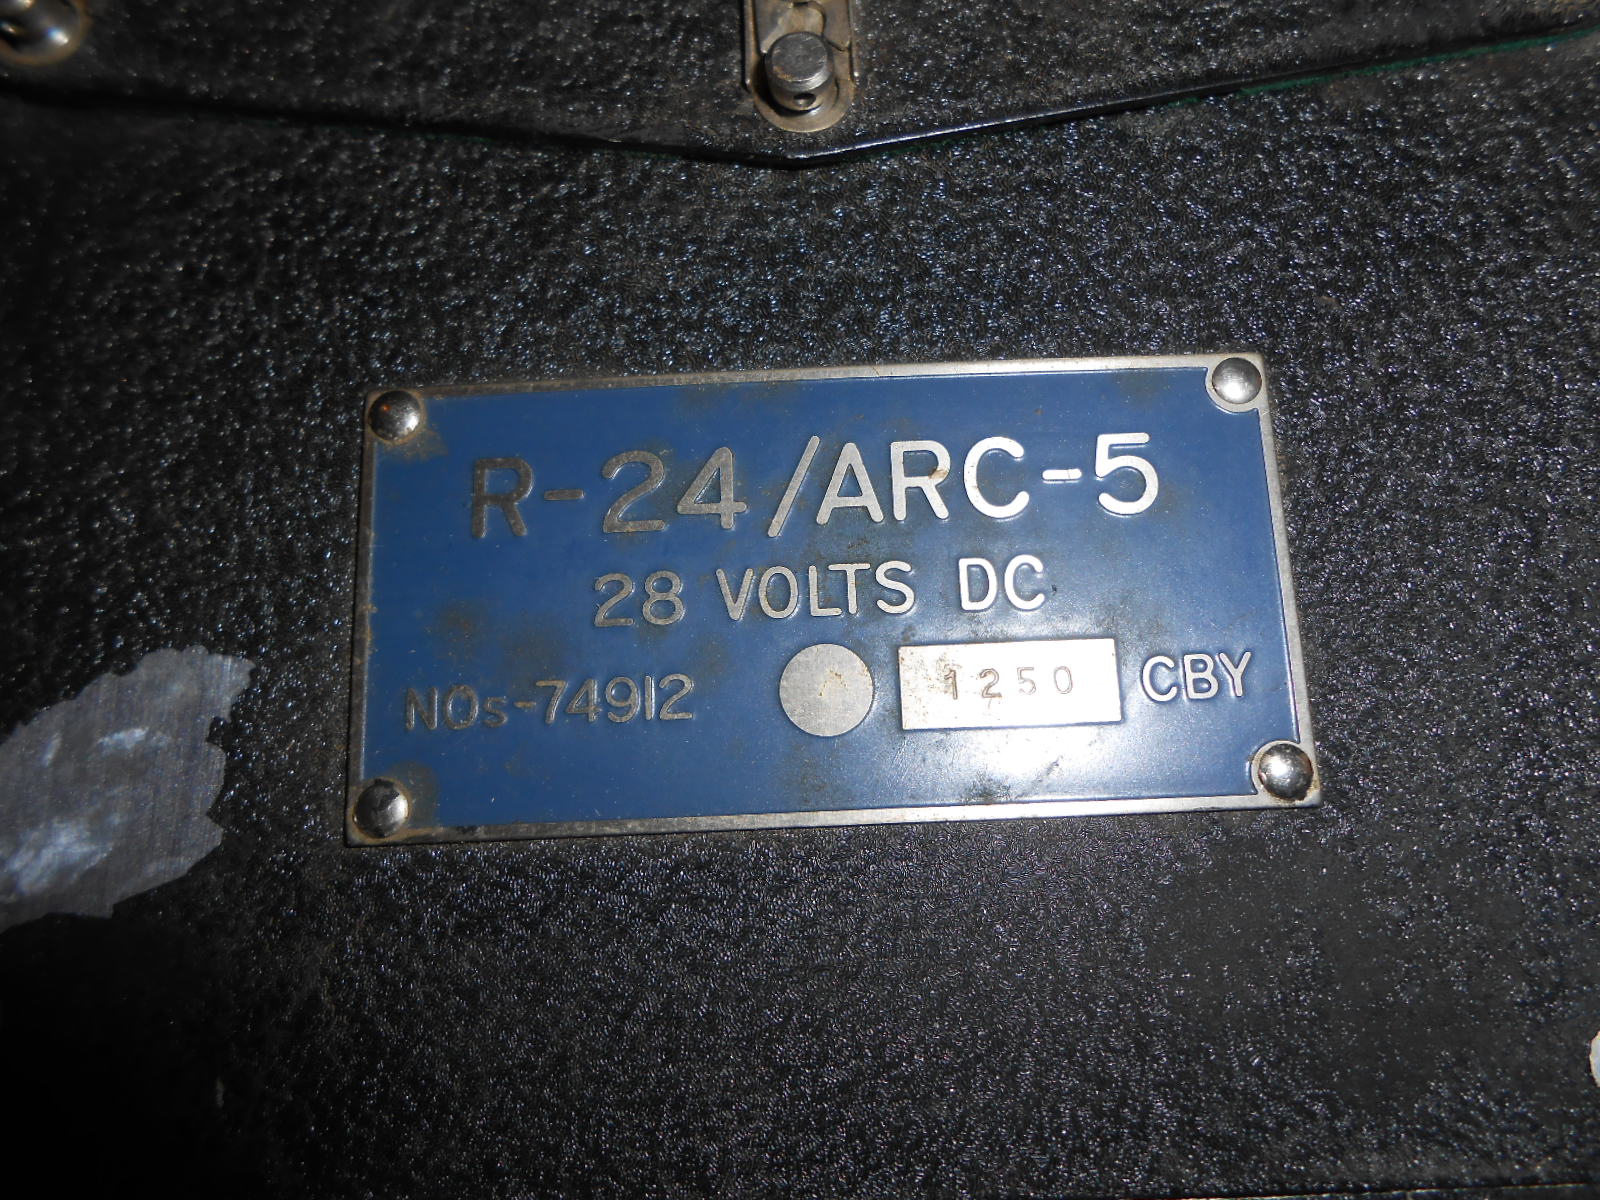 R-24/ARC-5
28 VOLTS DC
NOs-74912 1250 CBY